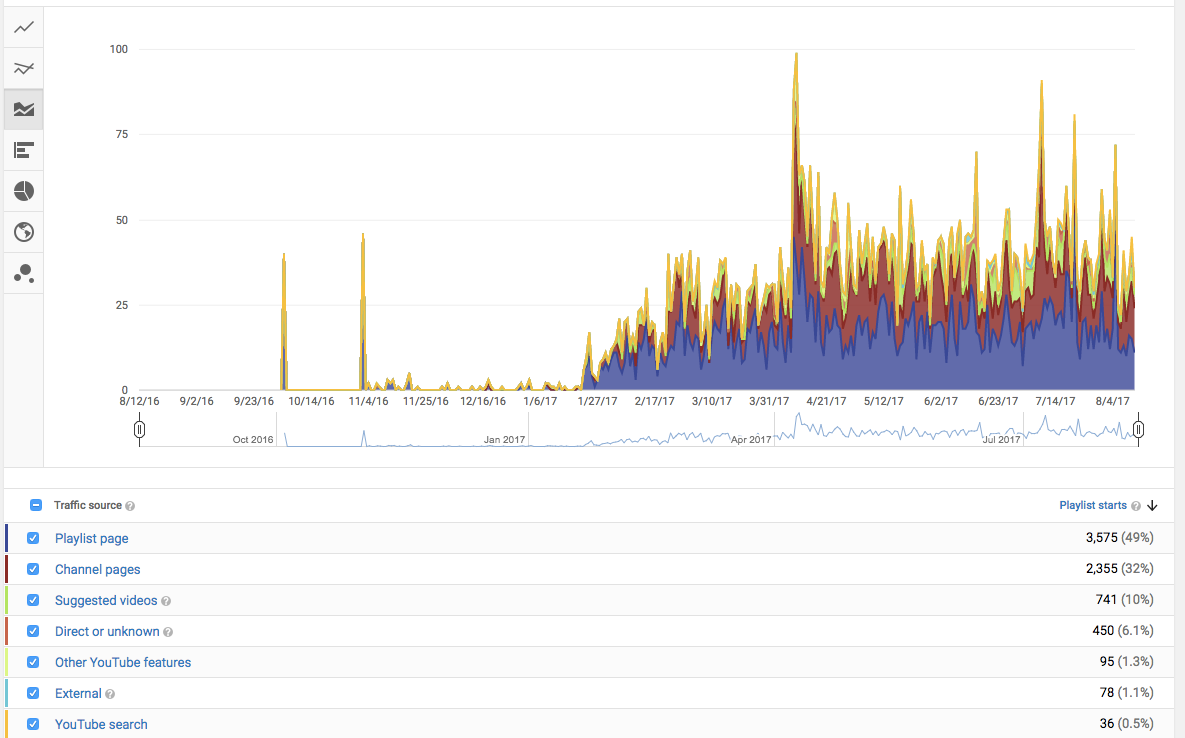 100
75
50
25
0
8/12/16 9/2/16 9/23/16 10/14/16 11/4/16 11/25/16 12/16/16 1/6/17 1/27/17 2/17/17 3/10/17 3/31/17 4/21/17 5/12/17 6/2/17 6/23/17 7/14/17 8/4/17
Oct 2016 Jan 2017 Apr 2017 Jul 2017
Traffic source ? Playlist starts ?
Playlist page 3,575 (49%)
Channel pages 2,355 (32%)
Suggested videos ? 741 (10%)
Direct or unknown ? 450 (6.1%)
Other YouTube features 95 (1.3%)
External ? 78 (1.1%)
YouTube search 36 (0.5%)